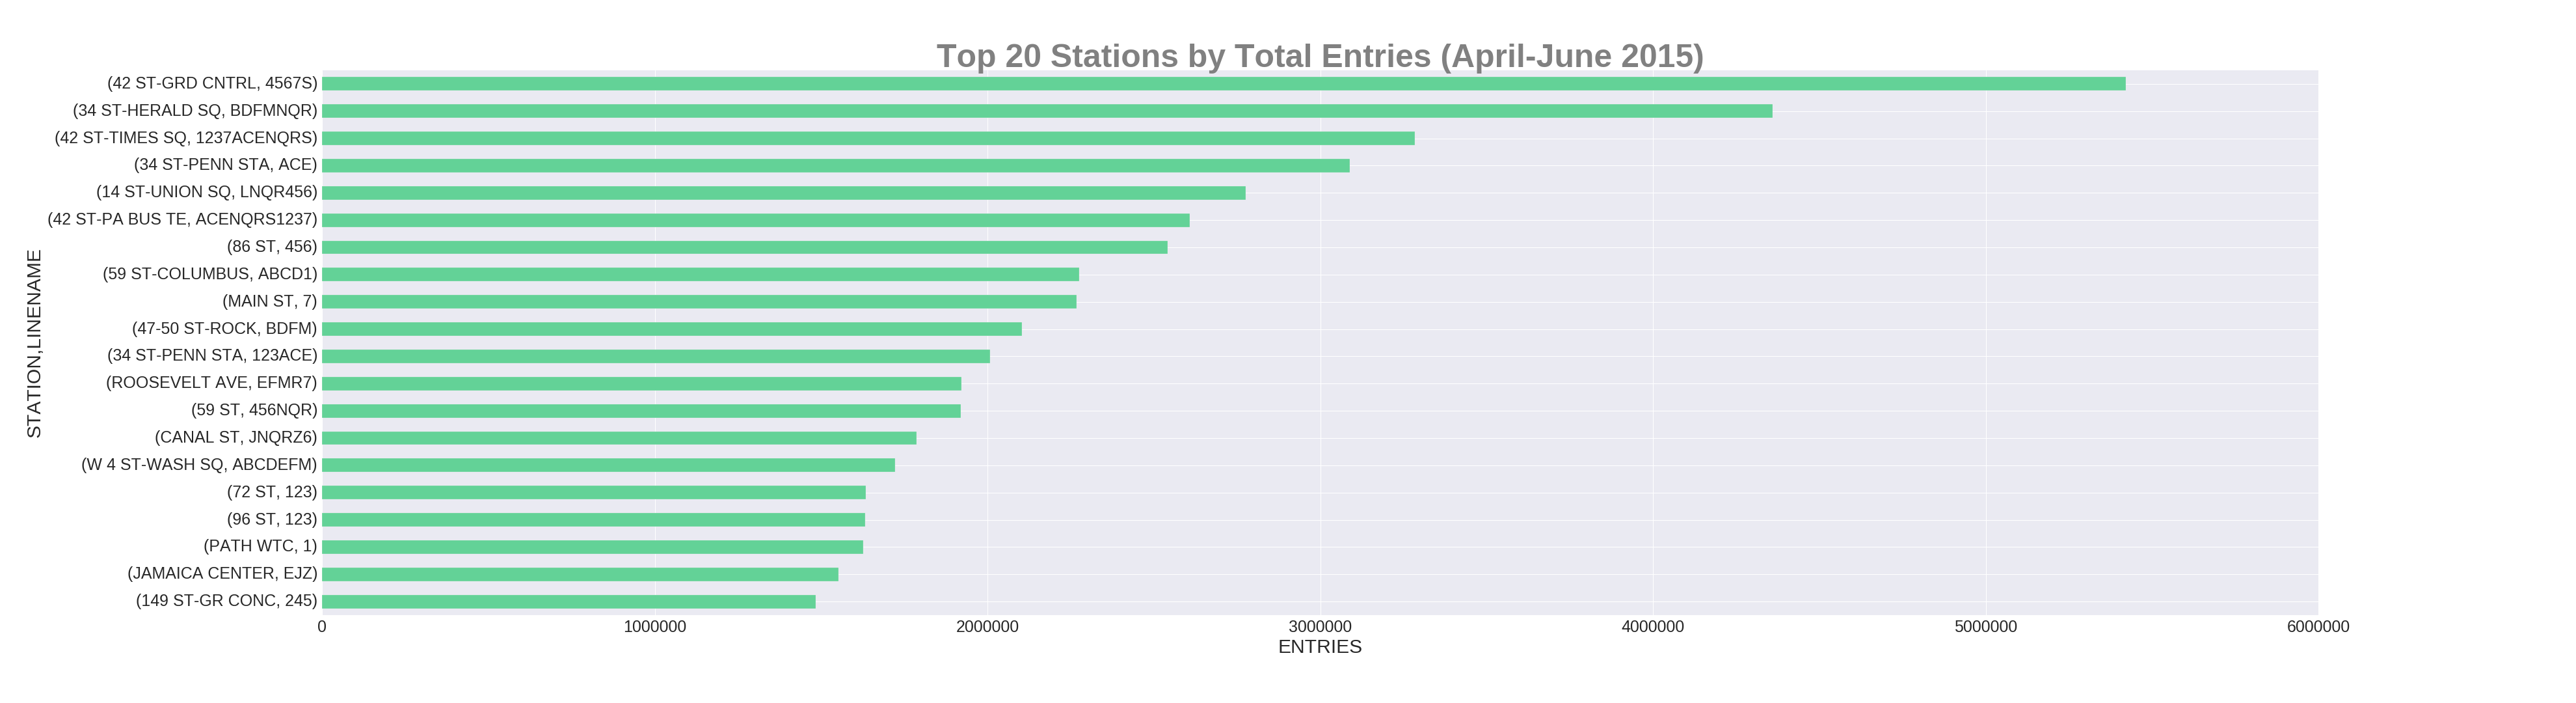 Top 20 Stations by Total Entries (April-June 2015)
STATION,LINENAME
(42 ST-GRD CNTRL, 4567S)
(34 ST-HERALD SQ, BDFMNQR)
(42 ST-TIMES SQ, 1237ACENQRS)
(34 ST-PENN STA, ACE)
(14 ST-UNION SQ, LNQR456)
(42 ST-PA BUS TE, ACENQRS1237)
(86 ST, 456)
(59 ST-COLUMBUS, ABCD1)
(MAIN ST, 7)
(47-50 ST-ROCK, BDFM)
(34 ST-PENN STA, 123ACE)
(ROOSEVELT AVE, EFMR7)
(59 ST, 456NQR)
(CANAL ST, JNQRZ6)
(W 4 ST-WASH SQ, ABCDEFM)
(72 ST, 123)
(96 ST, 123)
(PATH WTC, 1)
(JAMAICA CENTER, EJZ)
(149 ST-GR CONC, 245)
0 1000000 2000000 3000000 4000000 5000000 6000000
ENTRIES